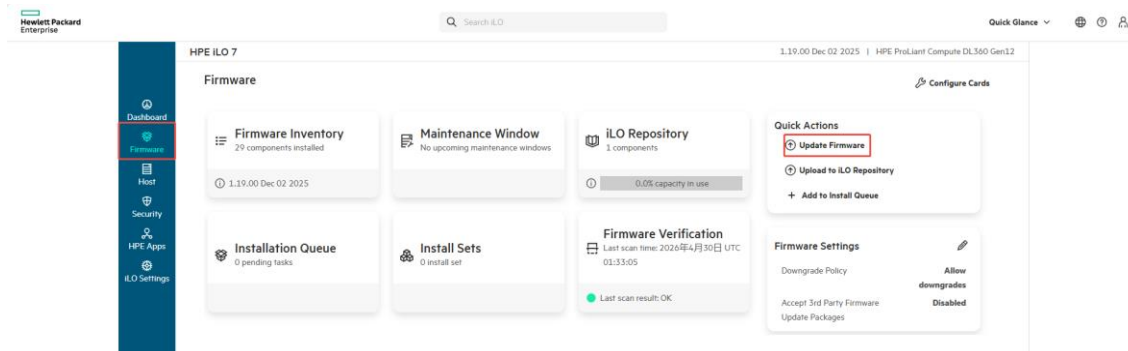 Hewlett Packard
Enterprise
Search iLO
Quick Glance
HPE iLO 7
1.19.00 Dec 02 2025 | HPE ProLiant Compute DL360 Gen12
Firmware
Configure Cards
Dashboard
Firmware
Host
Security
HPE Apps
iLO Settings
Firmware Inventory
29 components installed
1.19.00 Dec 02 2025
Maintenance Window
No upcoming maintenance windows
iLO Repository
1 components
0.0% capacity in use
Installation Queue
0 pending tasks
Install Sets
0 install set
Firmware Verification
Last scan time: 2026年4月30日 UTC
01:33:05
Last scan result: OK
Quick Actions
Update Firmware
Upload to iLO Repository
+ Add to Install Queue
Firmware Settings
Downgrade Policy
Allow
downgrades
Accept 3rd Party Firmware
Update Packages
Disabled